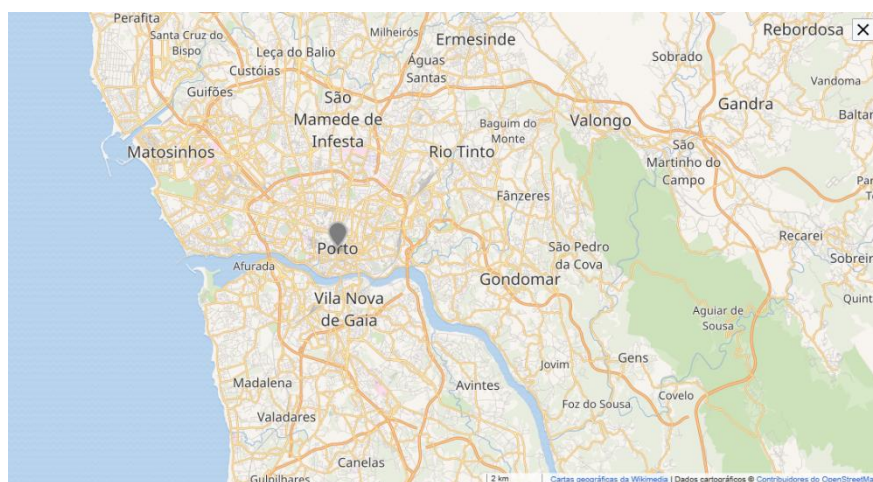 Perafita
Santa Cruz do
Bispo
Leça do Balio
Milheirós
Ermesinde
Rebordosa
Custóias
Águas
Santas
Sobrado
Vandoma
Guifões
São
Mamede de
Infesta
Baguim do
Monte
Valongo
Gandra
Baltar
Matosinhos
Rio Tinto
São
Martinho do
Campo
Fânzeres
Porto
São Pedro
da Cova
Recarei
Sobrei
Afurada
Gondomar
Vila Nova
de Gaia
Quint
Aguiar de
Sousa
Madalena
Avintes
Jovim
Gens
Valadares
Foz do Sousa
Covelo
Canelas
Gulpilhares
2 km
Cartas geográficas da Wikimedia | Dados cartográficos © Contribuidores do OpenStreetMa